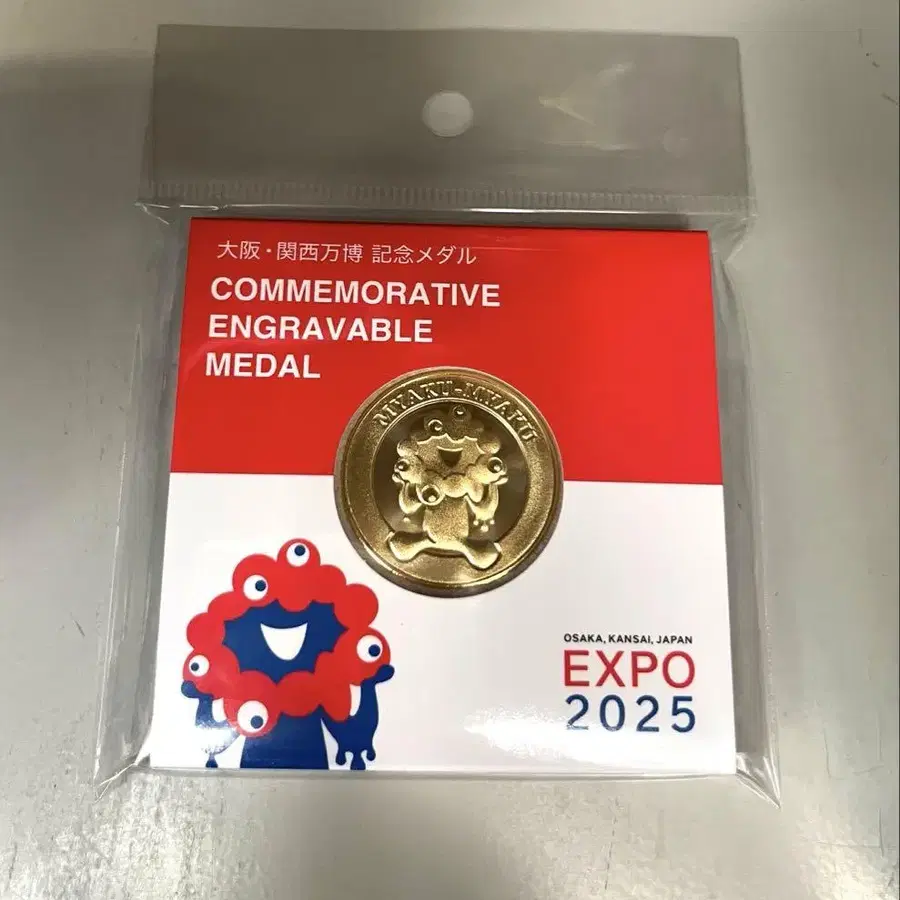 大阪・関西万博 記念メダル
COMMEMORATIVE
ENGRAVABLE
MEDAL
MYAKU-MYAKU
OSAKA, KANSAI, JAPAN
EXPO
2025